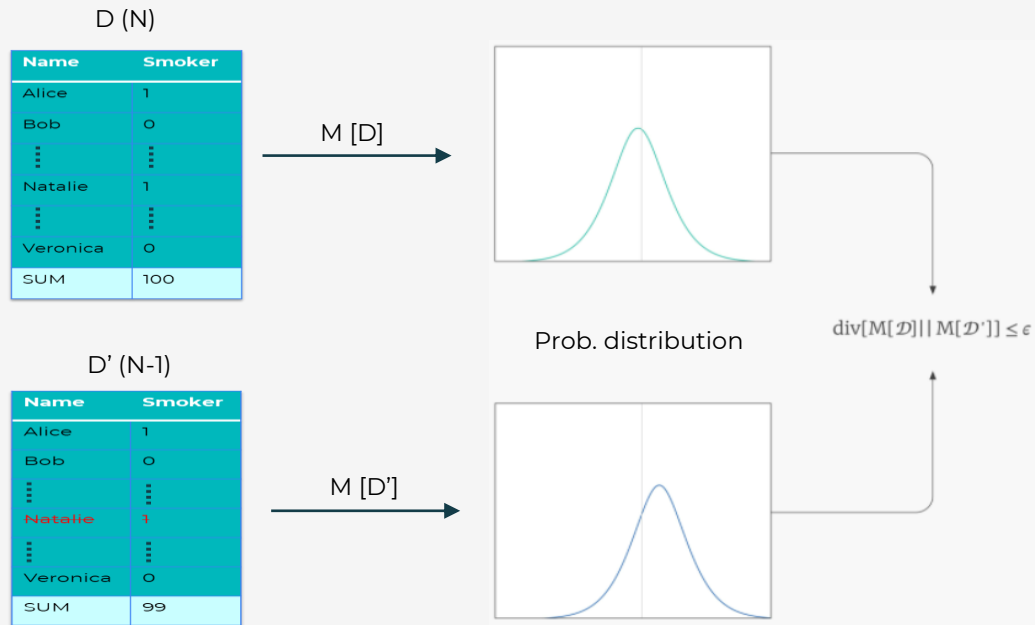 D (N)
Name Smoker
Alice 1
Bob 0
Natalie 1
Veronica 0
SUM 100
M [D]
Prob. distribution
div[M[𝒟]|| M[𝒟']] ≤ ϵ
D’ (N-1)
Name Smoker
Alice 1
Bob 0
Natalie 1
Veronica 0
SUM 99
M [D’]